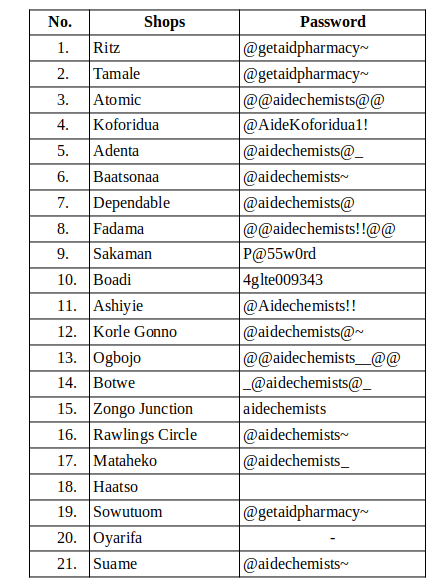 No. Shops Password
1. Ritz @getaidpharmacy~
2. Tamale @getaidpharmacy~
3. Atomic @@aidechemists@@
4. Koforidua @AideKoforidua1!
5. Adenta @aidechemists@_
6. Baatsonaa @aidechemists~
7. Dependable @aidechemists@
8. Fadama @@aidechemists!!@@
9. Sakaman P@55w0rd
10. Boadi 4glte009343
11. Ashiyie @Aidechemists!!
12. Korle Gonno @aidechemists@~
13. Ogbojo @@aidechemists__@@
14. Botwe _@aidechemists@_
15. Zongo Junction aidechemists
16. Rawlings Circle @aidechemists~
17. Mataheko @aidechemists_
18. Haatso
19. Sowutuom @getaidpharmacy~
20. Oyarifa -
21. Suame @aidechemists~